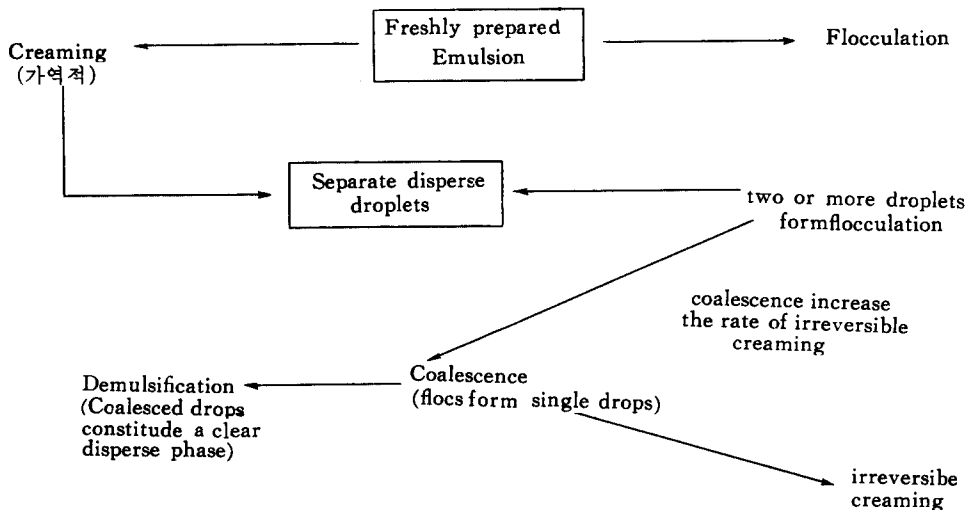 Freshly prepared
Emulsion
Creaming
(가역적)
Flocculation
Separate disperse
droplets
two or more droplets
formflocculation
coalescence increase
the rate of irreversible
creaming
Coalescence
(flocs form single drops)
Demulsification
(Coalesced drops
constitude a clear
disperse phase)
irreversibe
creaming